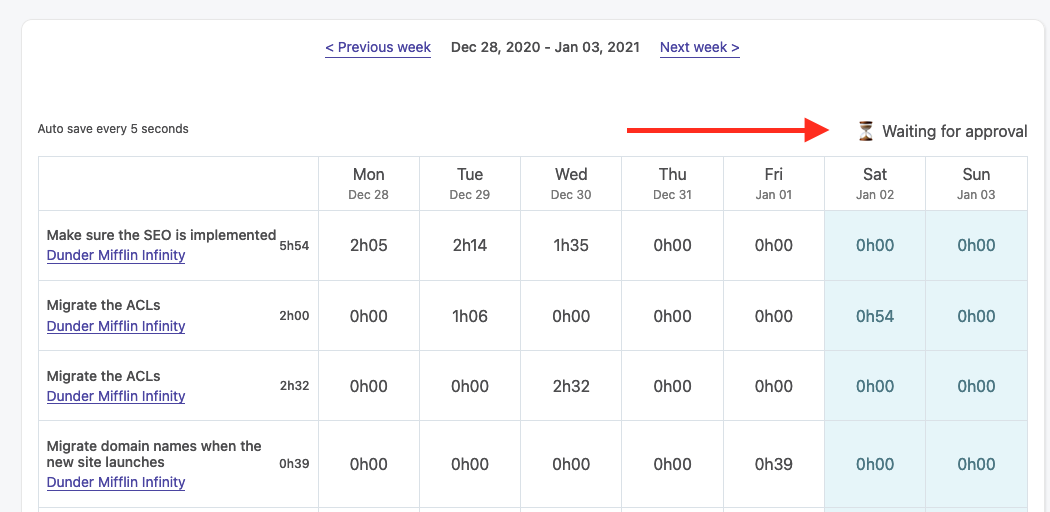 < Previous week Dec 28, 2020 - Jan 03, 2021 Next week >
Auto save every 5 seconds
⏳ Waiting for approval
Mon Tue Wed Thu Fri Sat Sun
Dec 28 Dec 29 Dec 30 Dec 31 Jan 01 Jan 02 Jan 03
Make sure the SEO is implemented
Dunder Mifflin Infinity
5h54 2h05 2h14 1h35 0h00 0h00 0h00 0h00
Migrate the ACLs
Dunder Mifflin Infinity
2h00 0h00 1h06 0h00 0h00 0h00 0h54 0h00
Migrate the ACLs
Dunder Mifflin Infinity
2h32 0h00 0h00 2h32 0h00 0h00 0h00 0h00
Migrate domain names when the
new site launches
Dunder Mifflin Infinity
0h39 0h00 0h00 0h00 0h00 0h39 0h00 0h00